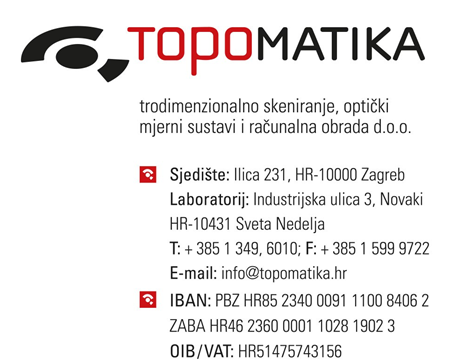 TOPOMATIKA
trodimenzionalno skeniranje, optički
mjerni sustavi i računalna obrada d.o.o.
Sjedište: Ilica 231, HR-10000 Zagreb
Laboratorij: Industrijska ulica 3, Novaki
HR-10431 Sveta Nedelja
T: + 385 1 349, 6010; F: + 385 1 599 9722
E-mail: info@topomatika.hr
IBAN: PBZ HR85 2340 0091 1100 8406 2
ZABA HR46 2360 0001 1028 1902 3
OIB/VAT: HR51475743156